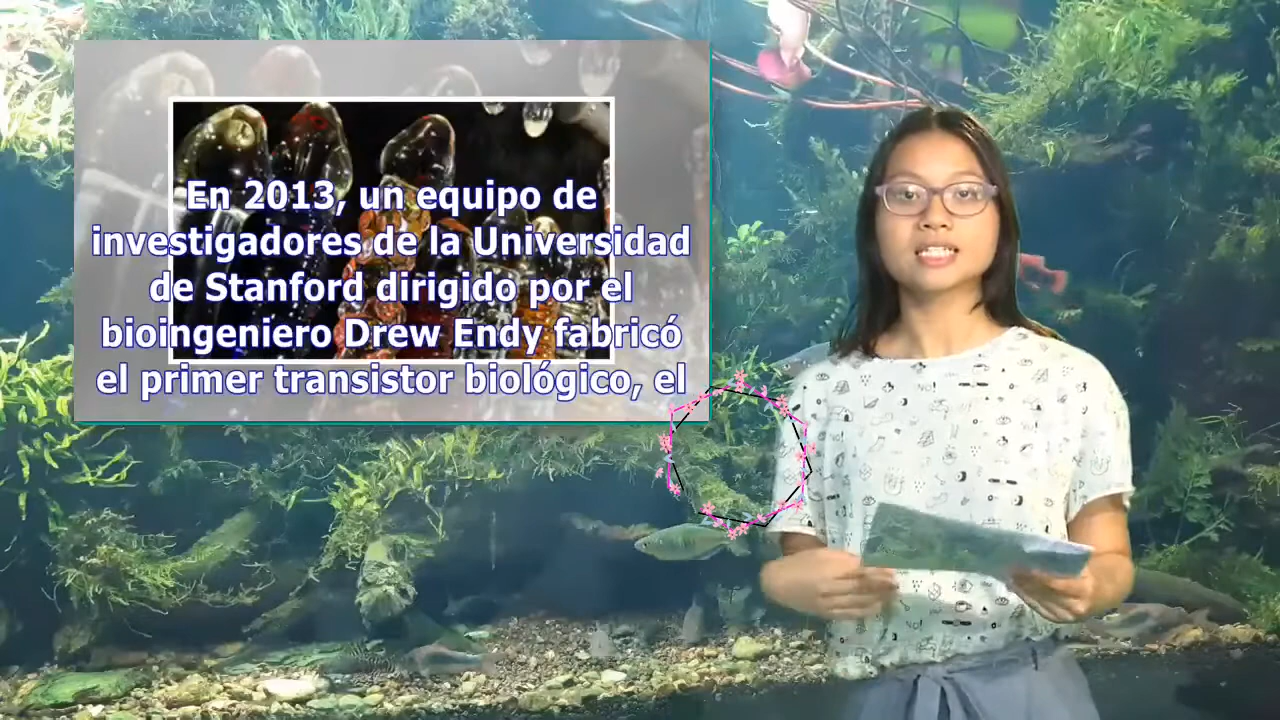 En 2013, un equipo de
investigadores de la Universidad
de Stanford dirigido por el
bioingeniero Drew Endy fabricó
el primer transistor biológico, el